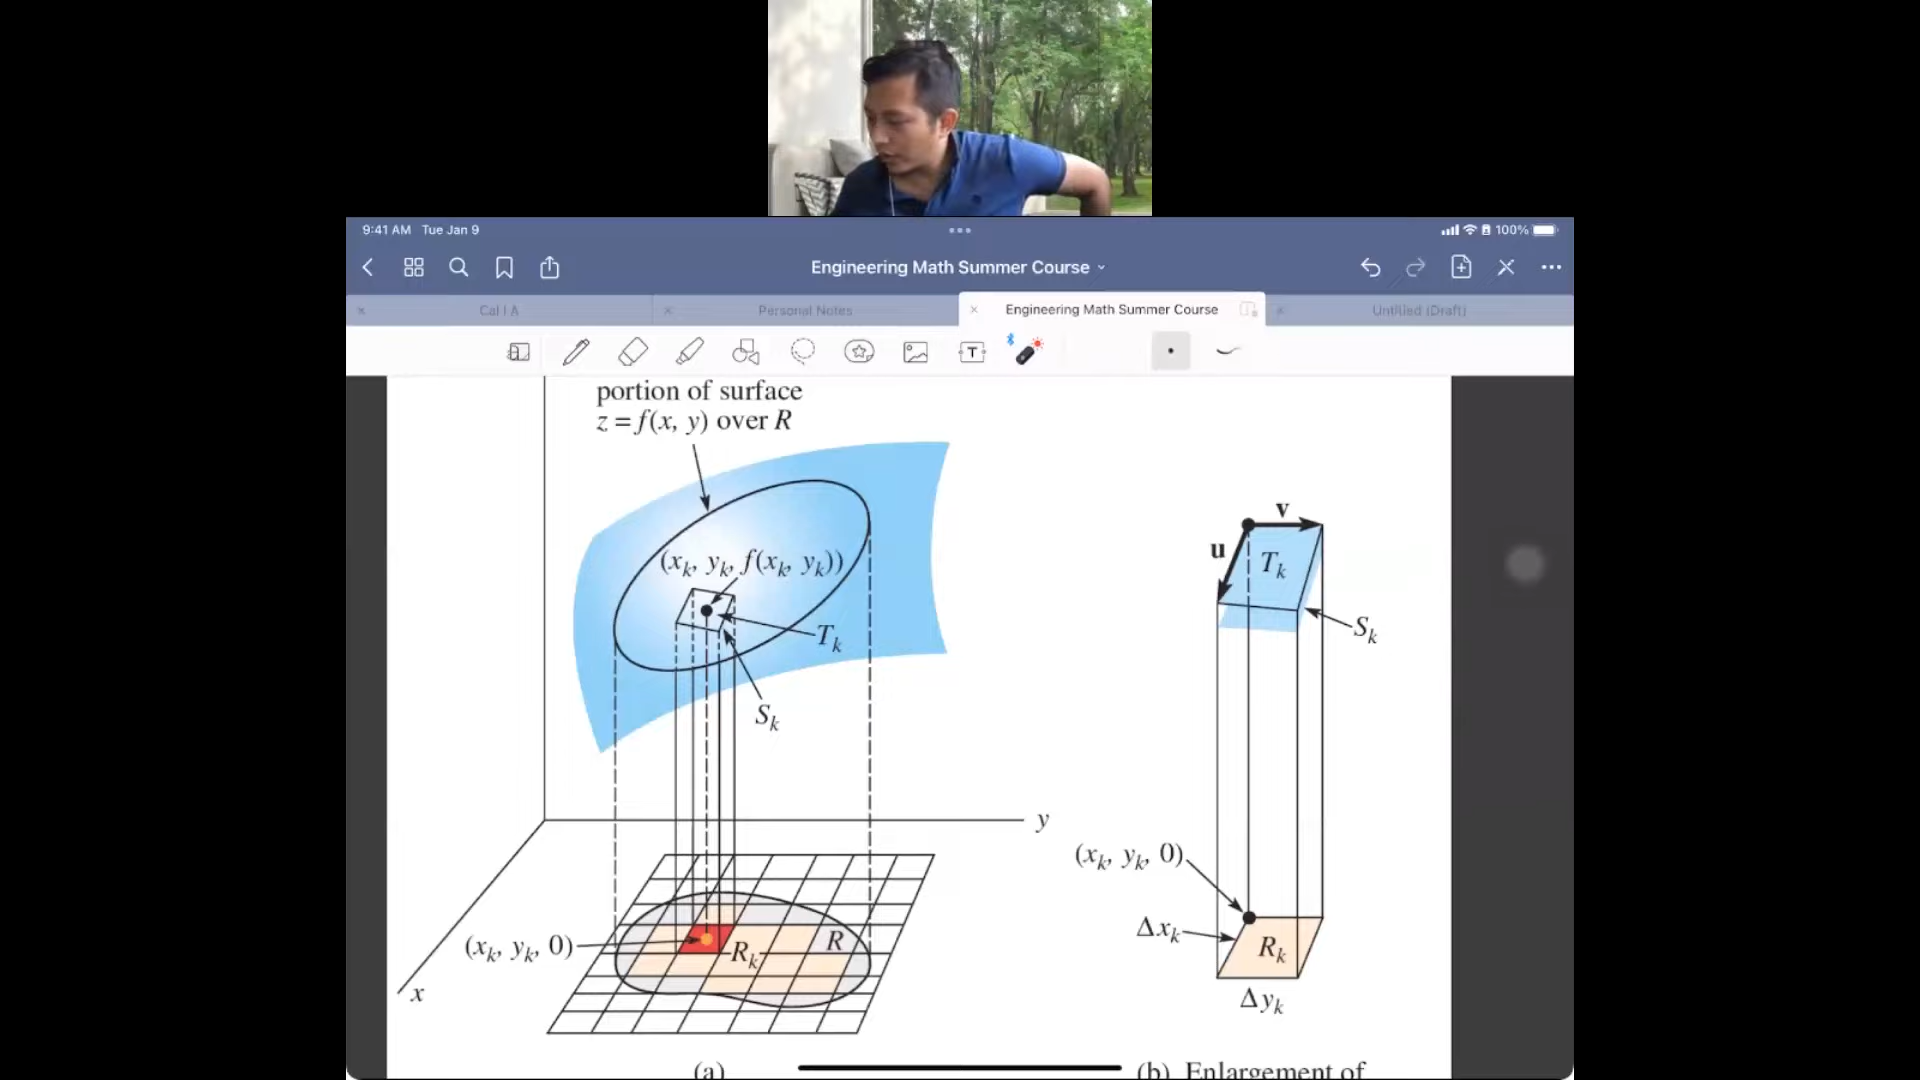 9:41 AM Tue Jan 9
100%
Engineering Math Summer Course
Cal I A
Personal Notes
Engineering Math Summer Course
Untitled (Draft)
T
portion of surface
z = f(x, y) over R
(xₖ, yₖ, f(xₖ, yₖ))
Tₖ
Sₖ
y
(xₖ, yₖ, 0)
Rₖ
R
x
(a)
v
u
Tₖ
Sₖ
(xₖ, yₖ, 0)
Δxₖ
Rₖ
Δyₖ
(b) Enlargement of